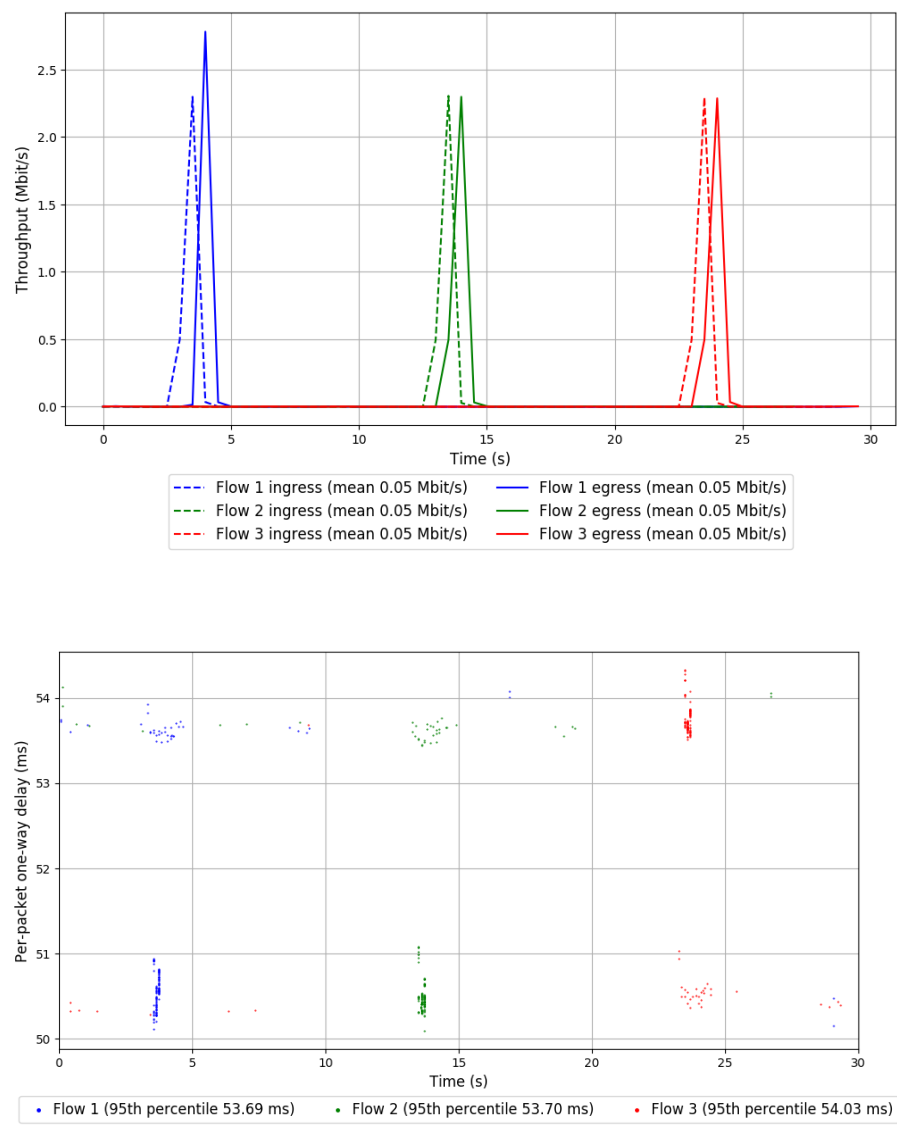 2.5
2.0
1.5
1.0
0.5
0.0
Throughput (Mbit/s)
0 5 10 15 20 25 30
Time (s)
Flow 1 ingress (mean 0.05 Mbit/s) Flow 1 egress (mean 0.05 Mbit/s)
Flow 2 ingress (mean 0.05 Mbit/s) Flow 2 egress (mean 0.05 Mbit/s)
Flow 3 ingress (mean 0.05 Mbit/s) Flow 3 egress (mean 0.05 Mbit/s)
54
53
52
51
50
Per-packet one-way delay (ms)
0 5 10 15 20 25 30
Time (s)
Flow 1 (95th percentile 53.69 ms) Flow 2 (95th percentile 53.70 ms) Flow 3 (95th percentile 54.03 ms)